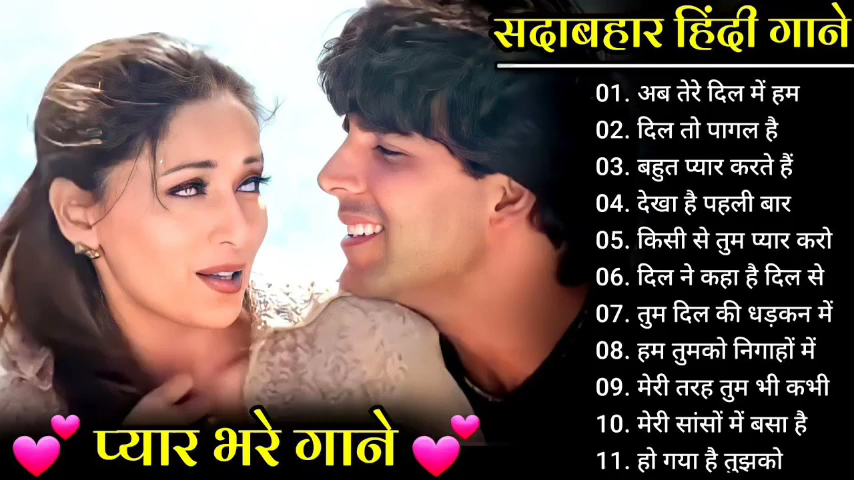 सदाबहार हिंदी गाने
01. अब तेरे दिल में हम
02. दिल तो पागल है
03. बहुत प्यार करते हैं
04. देखा है पहली बार
05. किसी से तुम प्यार करो
06. दिल ने कहा है दिल से
07. तुम दिल की धड़कन में
08. हम तुमको निगाहों में
09. मेरी तरह तुम भी कभी
10. मेरी सांसों में बसा है
11. हो गया है तुझको
प्यार भरे गाने